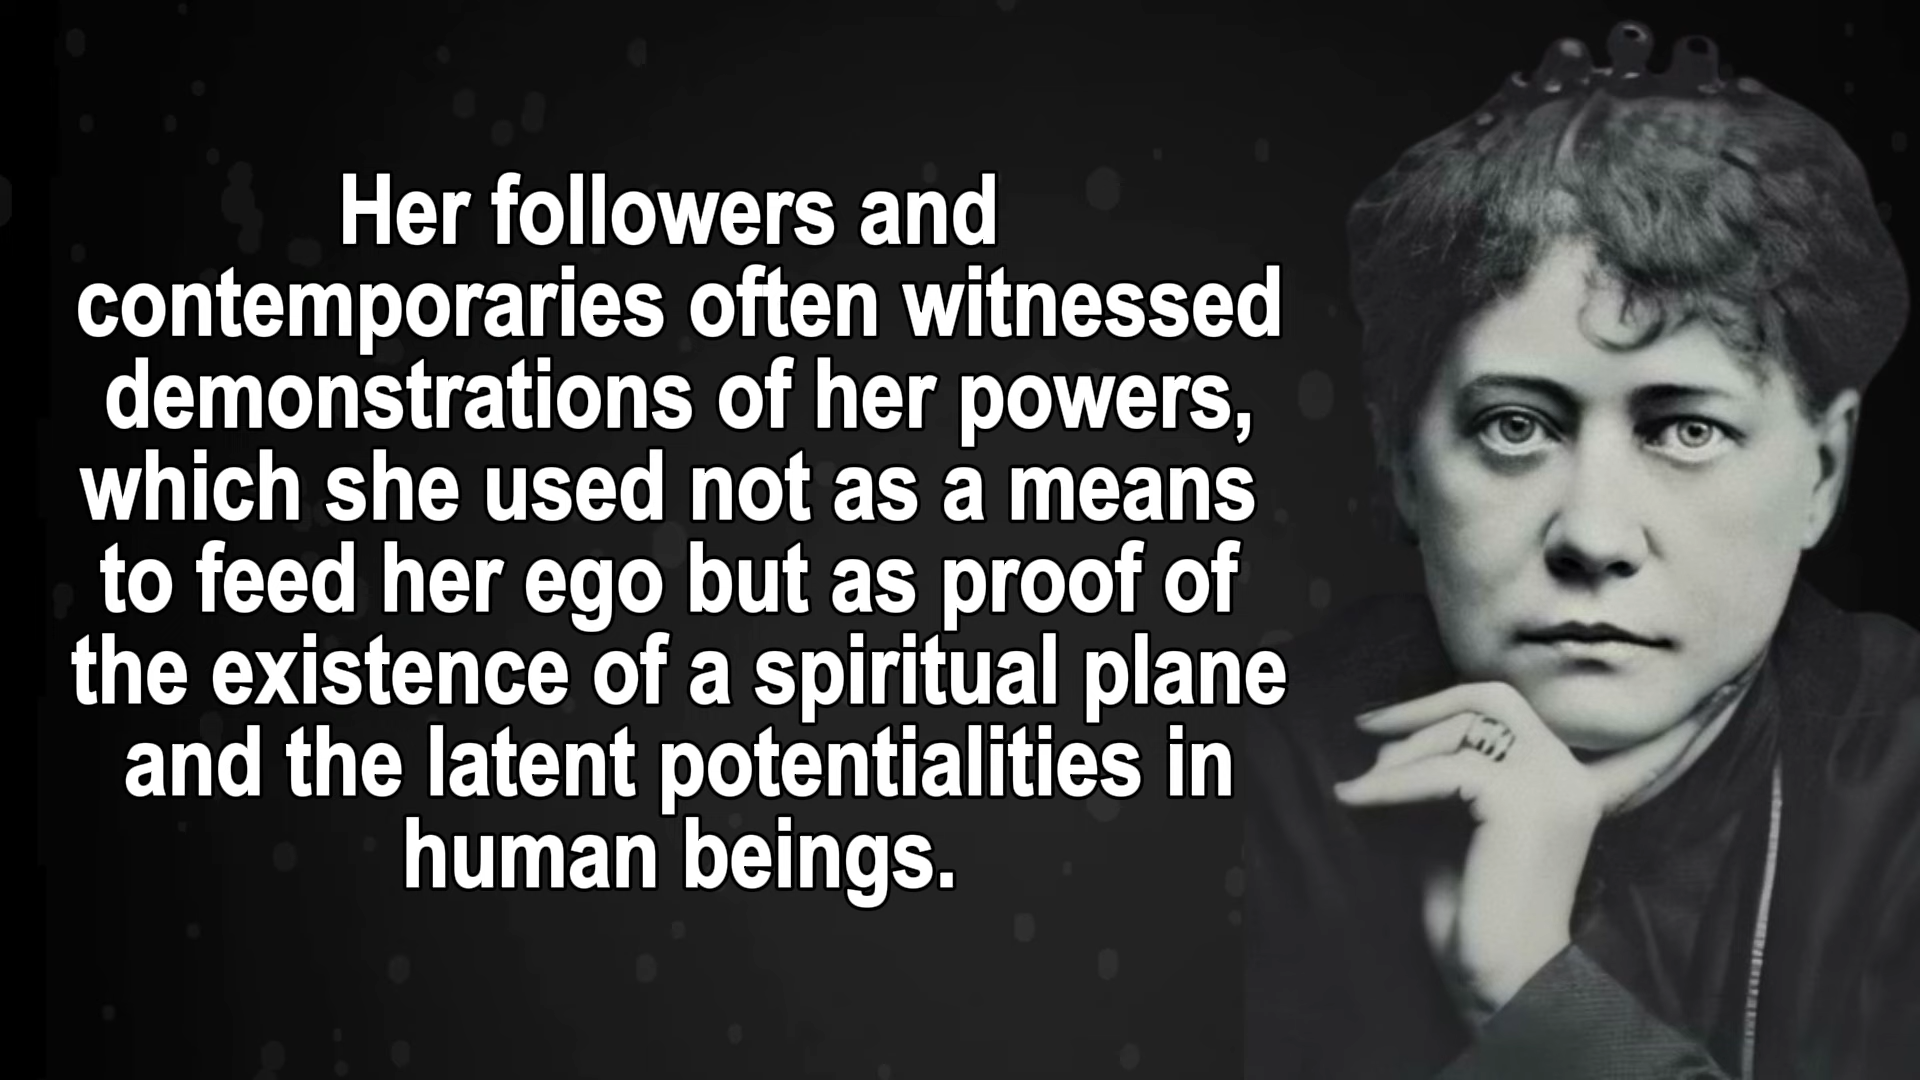 Her followers and
contemporaries often witnessed
demonstrations of her powers,
which she used not as a means
to feed her ego but as proof of
the existence of a spiritual plane
and the latent potentialities in
human beings.